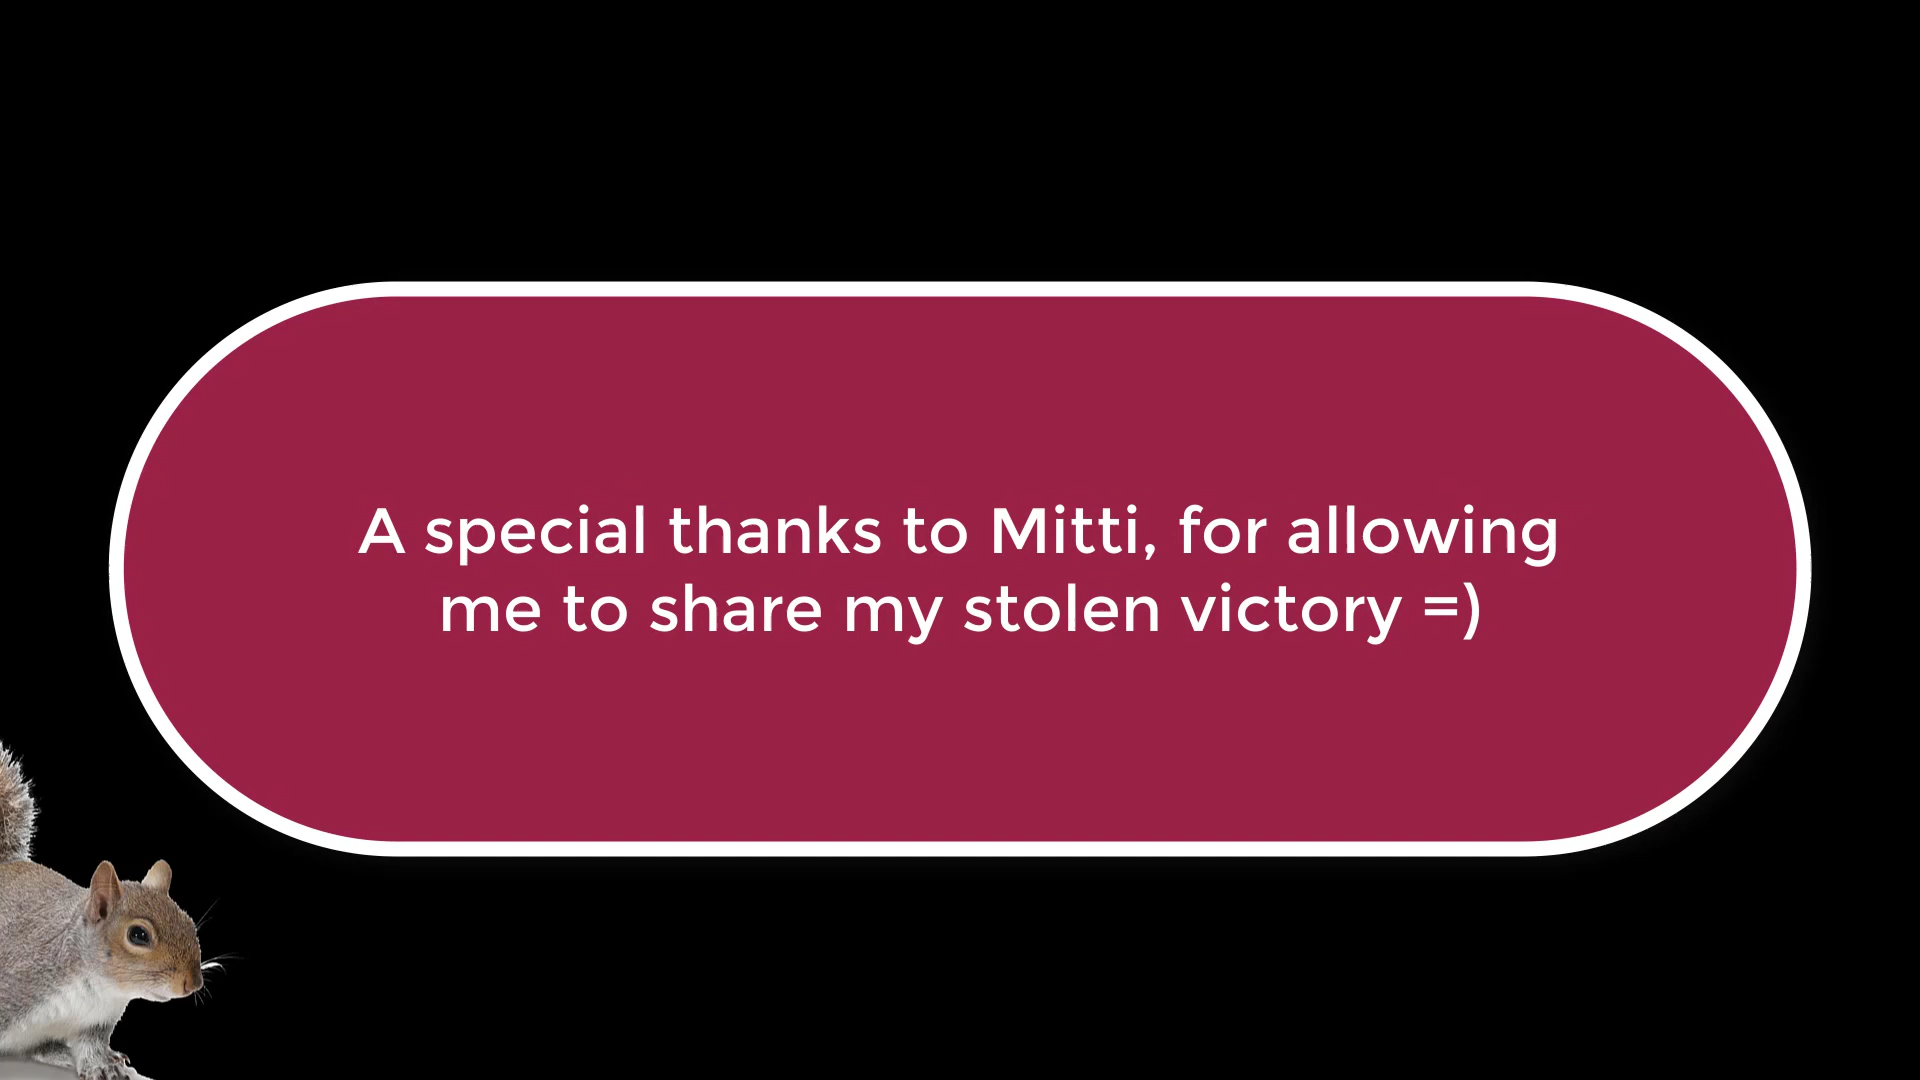 A special thanks to Mitti, for allowing
me to share my stolen victory =)